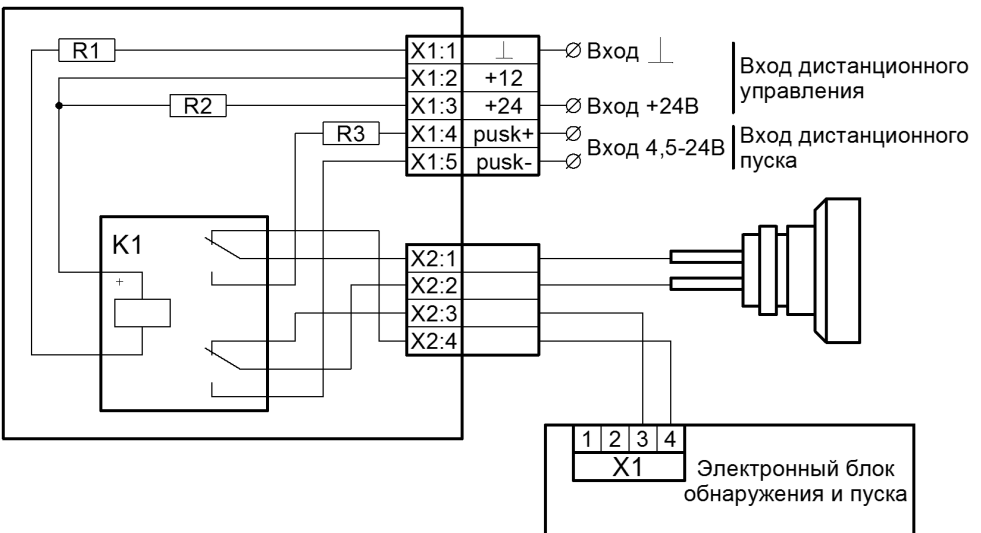 R1
X1:1 ⊥
Вход ⊥
X1:2 +12
R2
X1:3 +24
Вход +24В
Вход дистанционного
управления
R3
X1:4 pusk+
X1:5 pusk-
Вход 4,5-24В
Вход дистанционного
пуска
K1
+
X2:1
X2:2
X2:3
X2:4
1 2 3 4
X1
Электронный блок
обнаружения и пуска